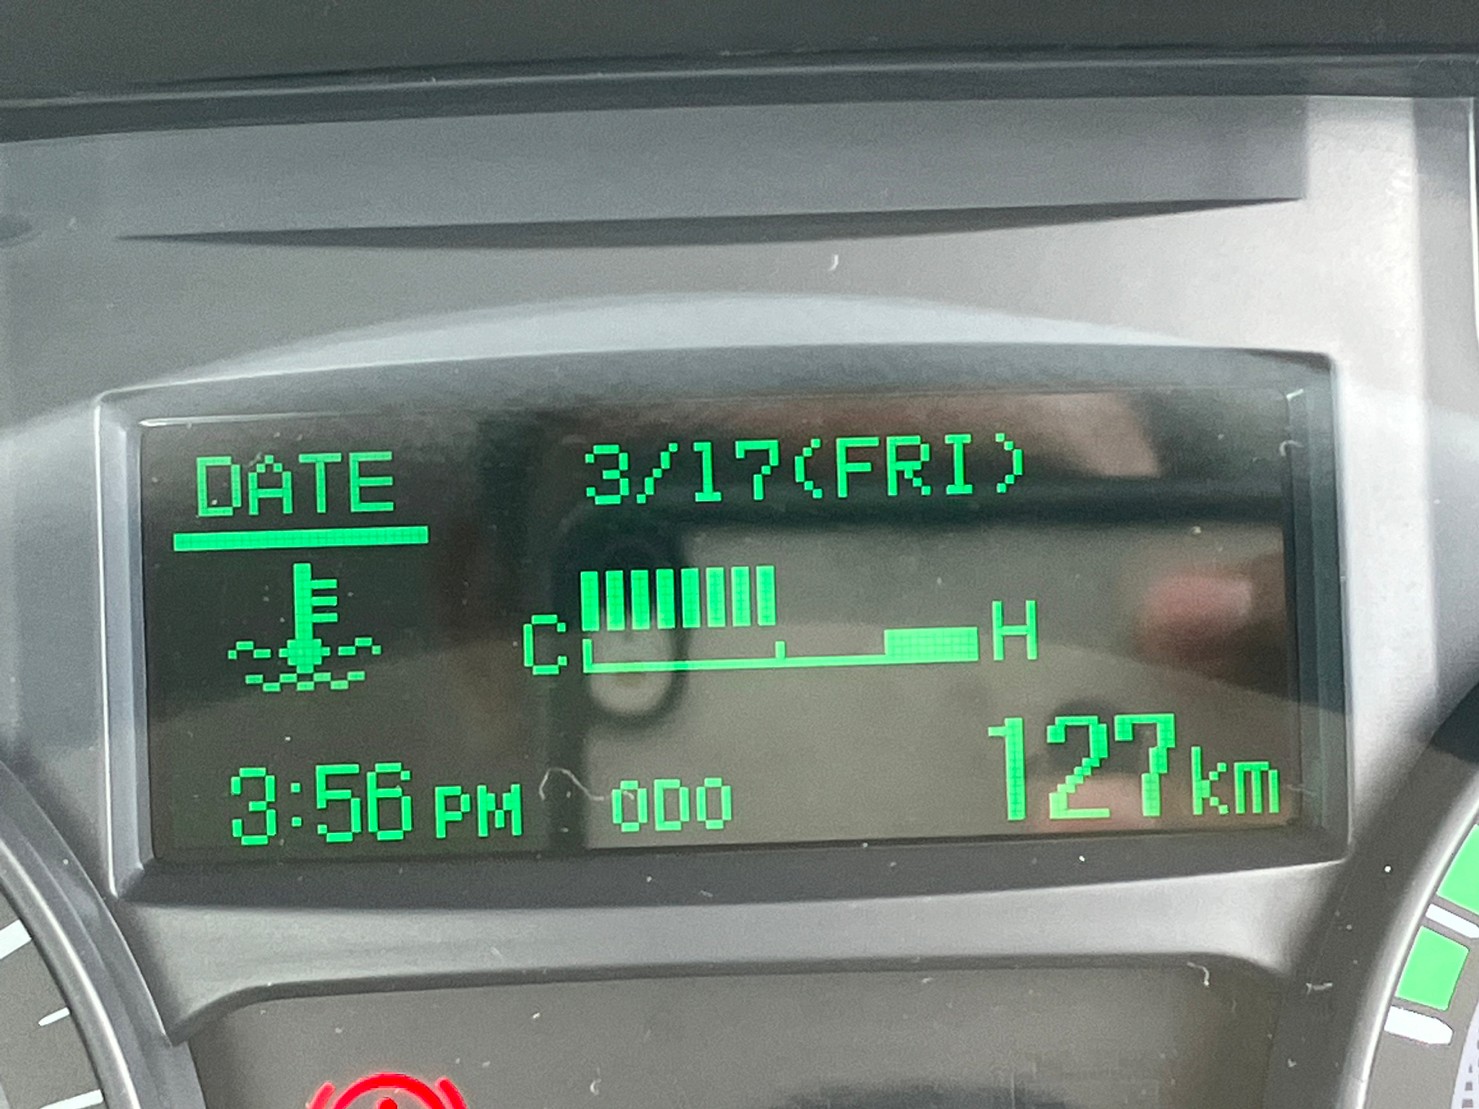 DATE 3/17(FRI)
C H
3:56 PM ODO 127km